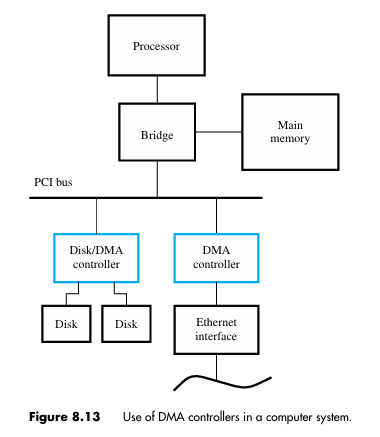 Processor
Bridge
Main
memory
PCI bus
Disk/DMA
controller
DMA
controller
Disk
Disk
Ethernet
interface
Figure 8.13 Use of DMA controllers in a computer system.